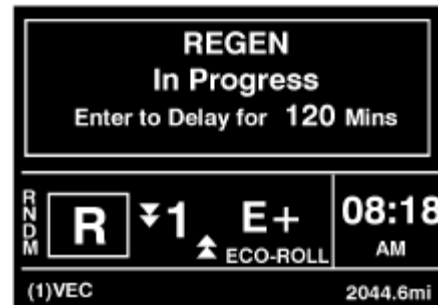 REGEN
In Progress
Enter to Delay for 120 Mins
RNDM
R 1 E+ 08:18
ECO-ROLL AM
(1)VEC 2044.6mi